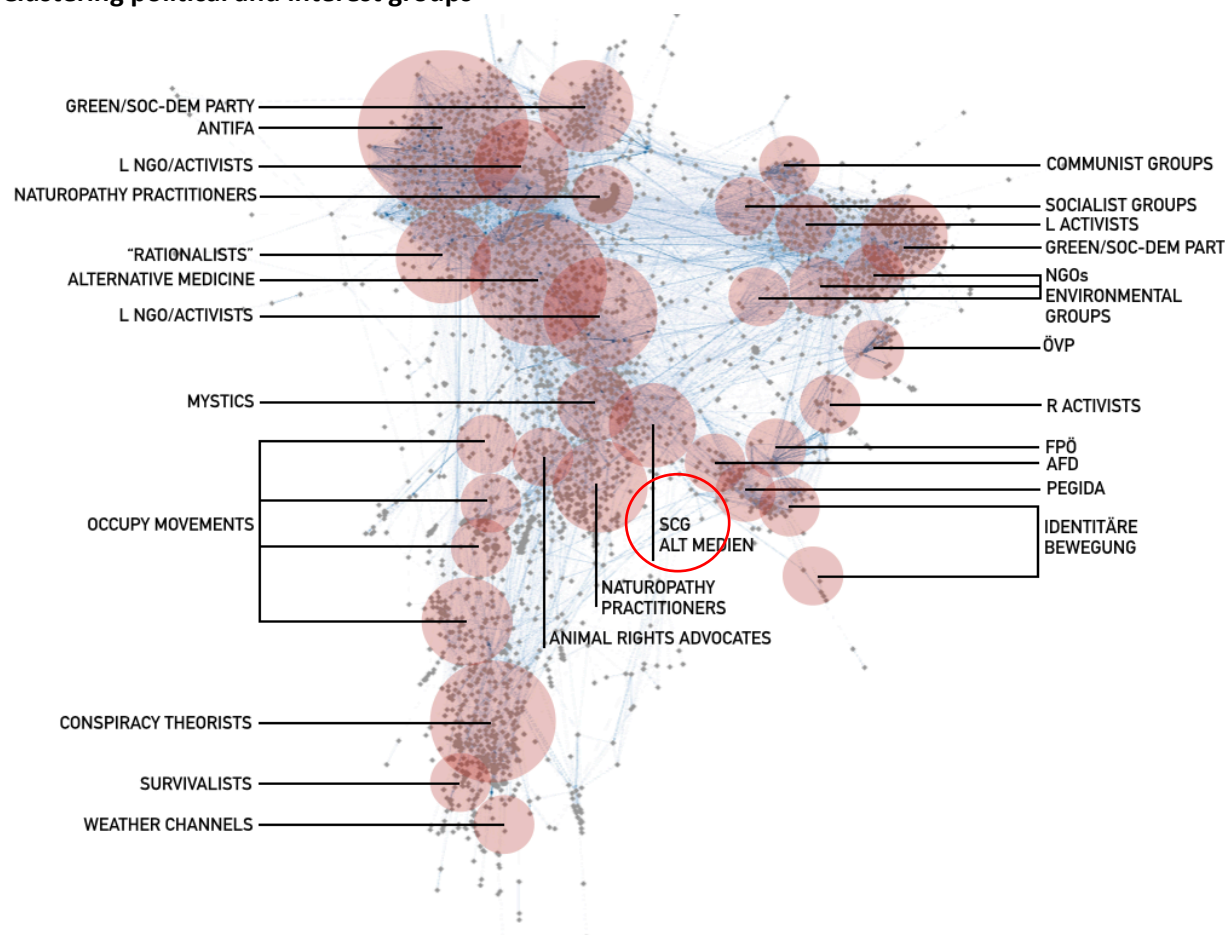 clustering political and interest groups
GREEN/SOC-DEM PARTY
ANTIFA
L NGO/ACTIVISTS
NATUROPATHY PRACTITIONERS
“RATIONALISTS”
ALTERNATIVE MEDICINE
L NGO/ACTIVISTS
MYSTICS
OCCUPY MOVEMENTS
CONSPIRACY THEORISTS
SURVIVALISTS
WEATHER CHANNELS
SCG
ALT MEDIEN
NATUROPATHY
PRACTITIONERS
ANIMAL RIGHTS ADVOCATES
COMMUNIST GROUPS
SOCIALIST GROUPS
L ACTIVISTS
GREEN/SOC-DEM PART
NGOs
ENVIRONMENTAL
GROUPS
ÖVP
R ACTIVISTS
FPÖ
AFD
PEGIDA
IDENTITÄRE
BEWEGUNG